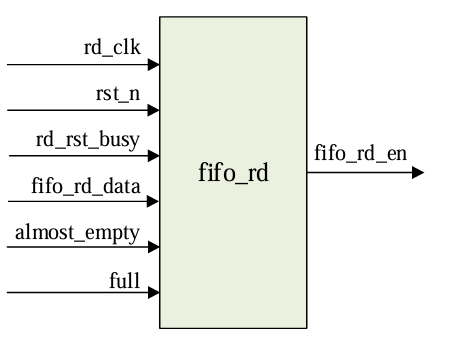 rd_clk
rst_n
rd_rst_busy
fifo_rd_data
almost_empty
full
fifo_rd
fifo_rd_en